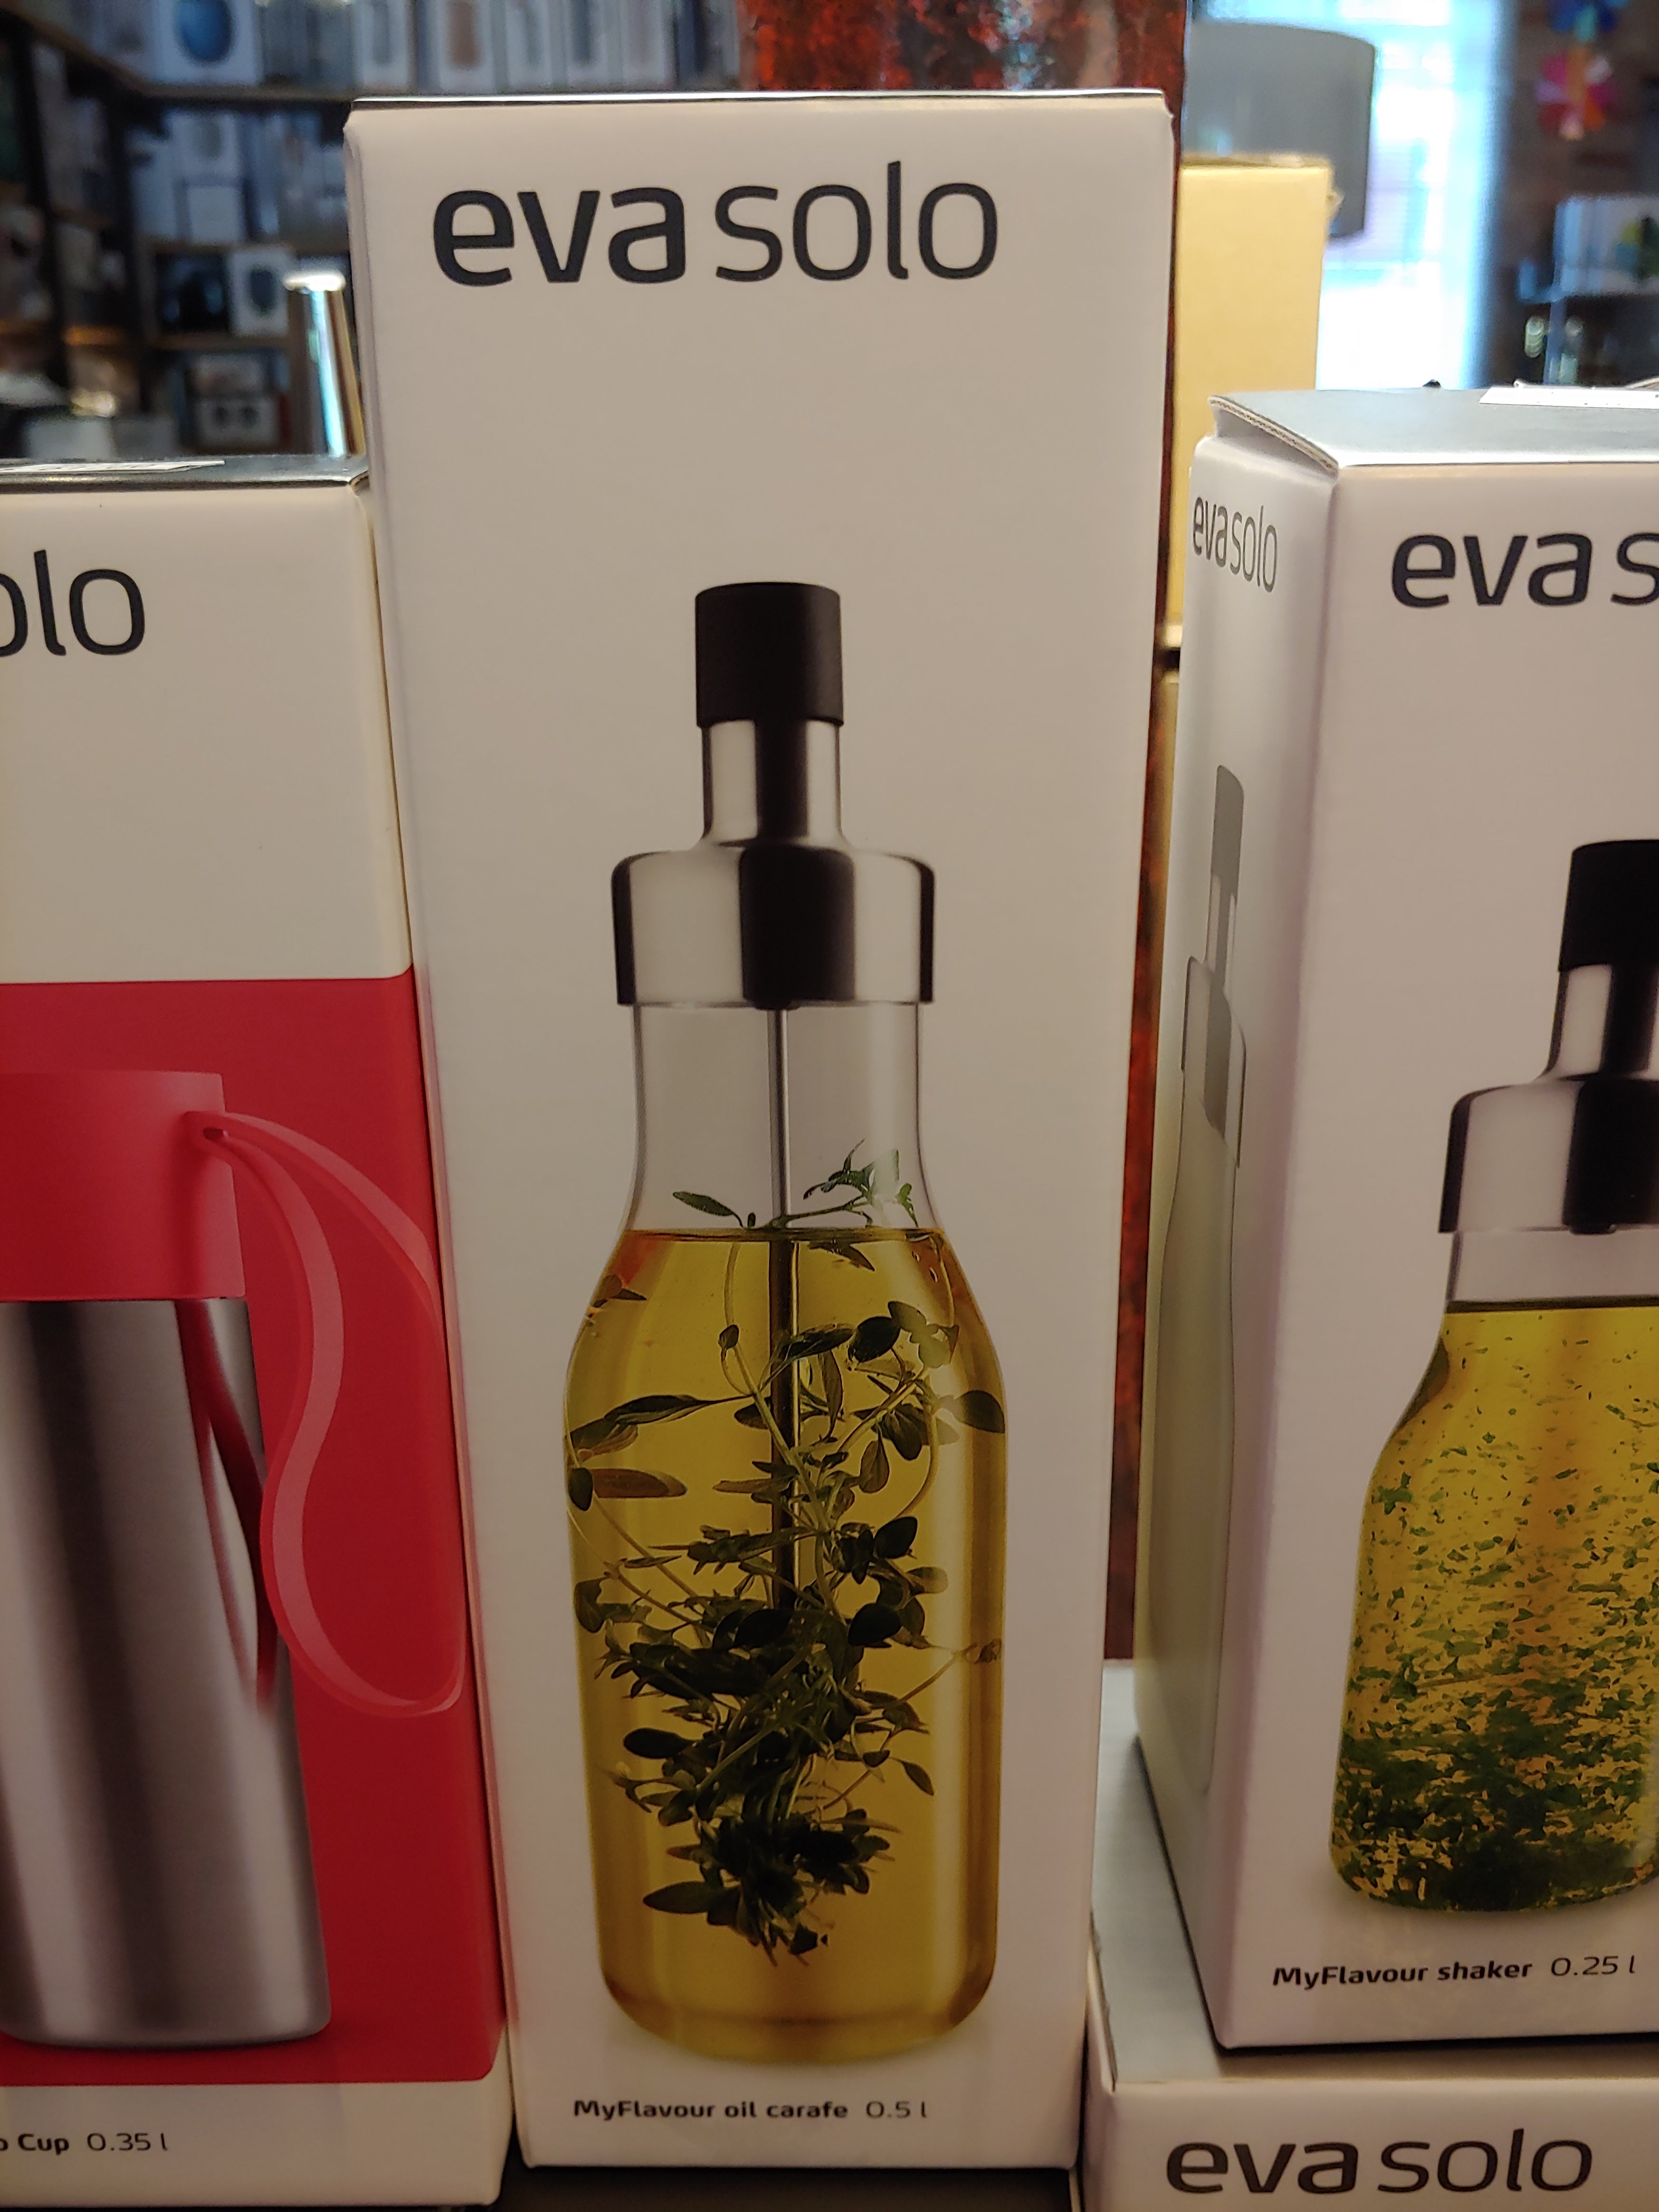 eva solo
MyFlavour oil carafe 0.5 l
olo
Cup 0.35 l
eva solo
eva s
MyFlavour shaker 0.25 l
eva solo